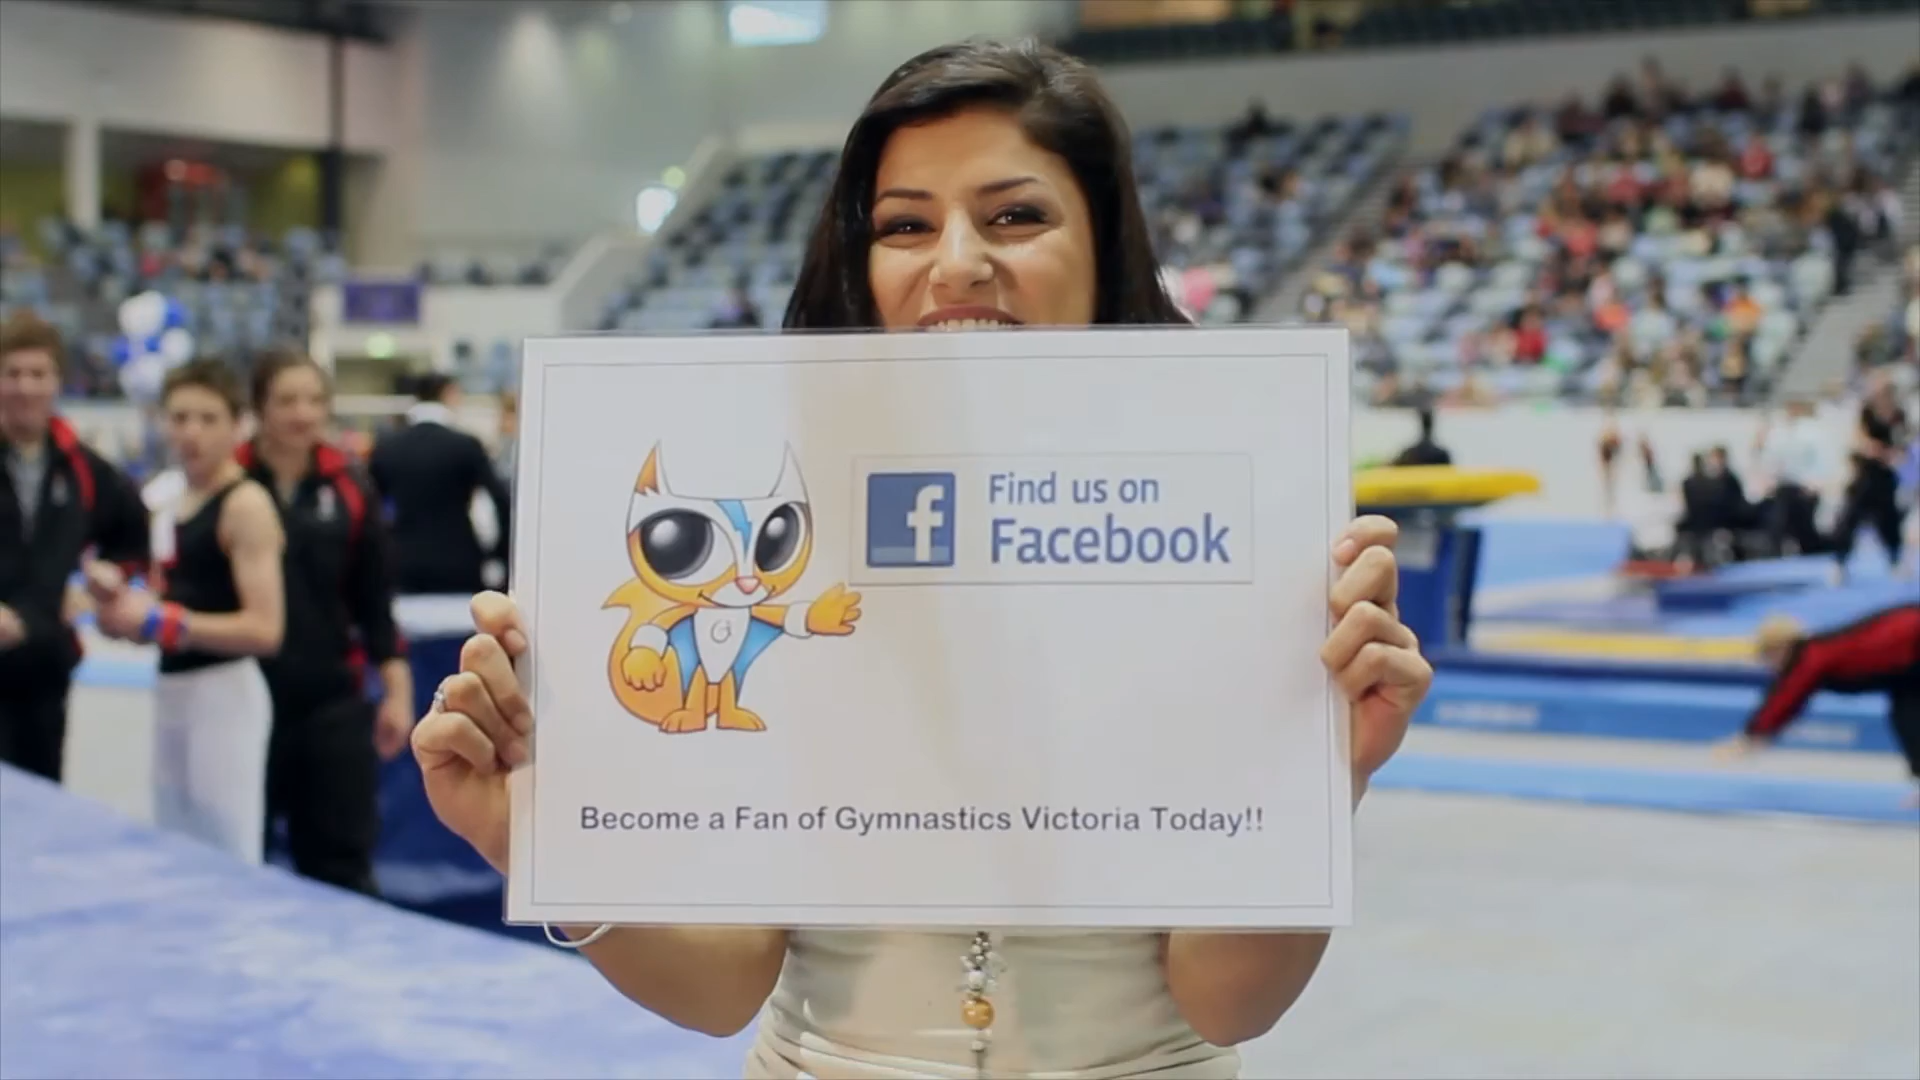 f
Find us on
Facebook
G
Become a Fan of Gymnastics Victoria Today!!